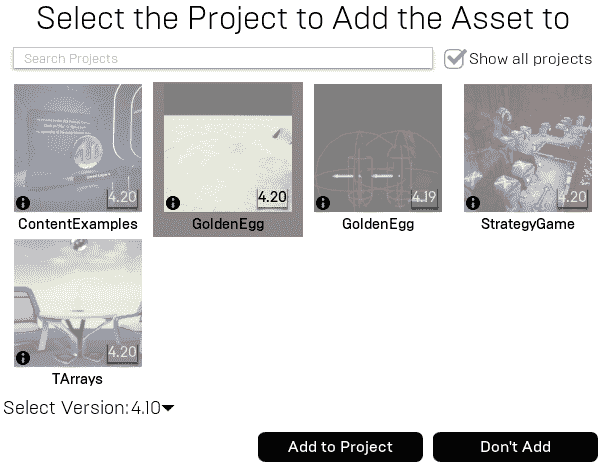 Select the Project to Add the Asset to
Search Projects
Show all projects
4.20
4.20
4.19
4.20
ContentExamples
GoldenEgg
GoldenEgg
StrategyGame
4.20
TArrays
Select Version: 4.10
Add to Project
Don't Add